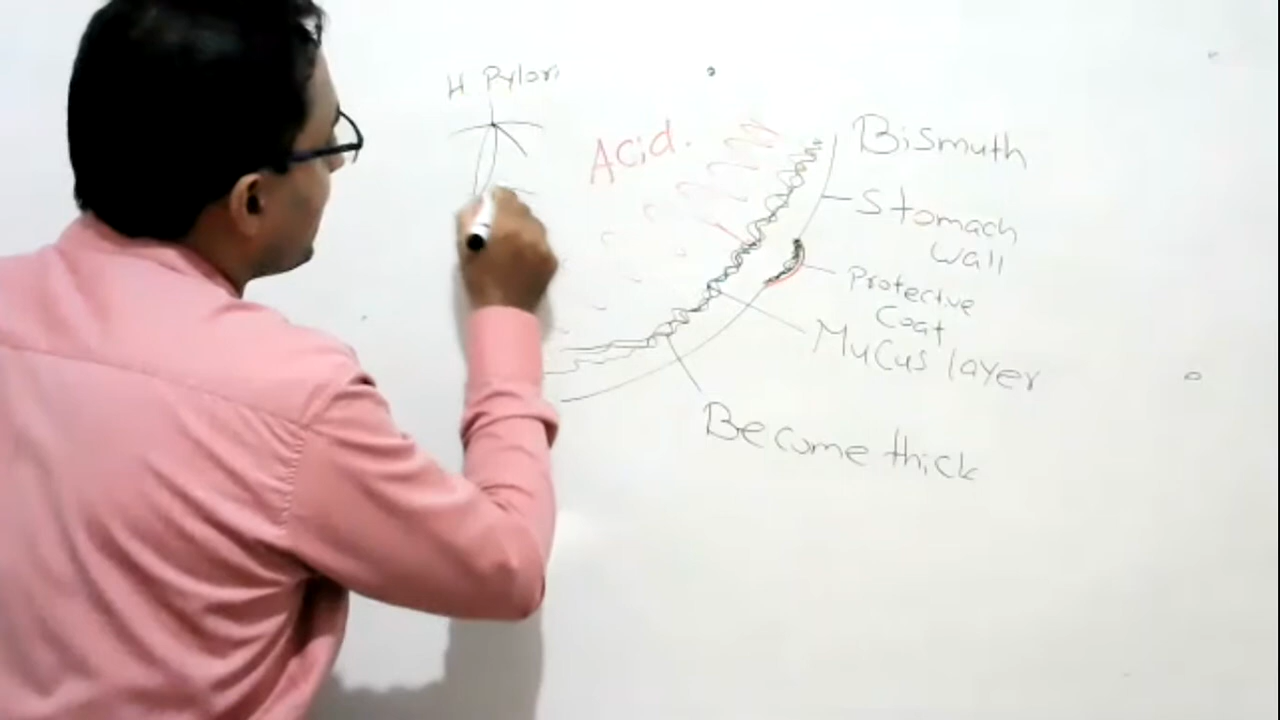 H Pylori
Acid.
Bismuth
Stomach
wall
Protective
Coat
Mucus layer
Become thick